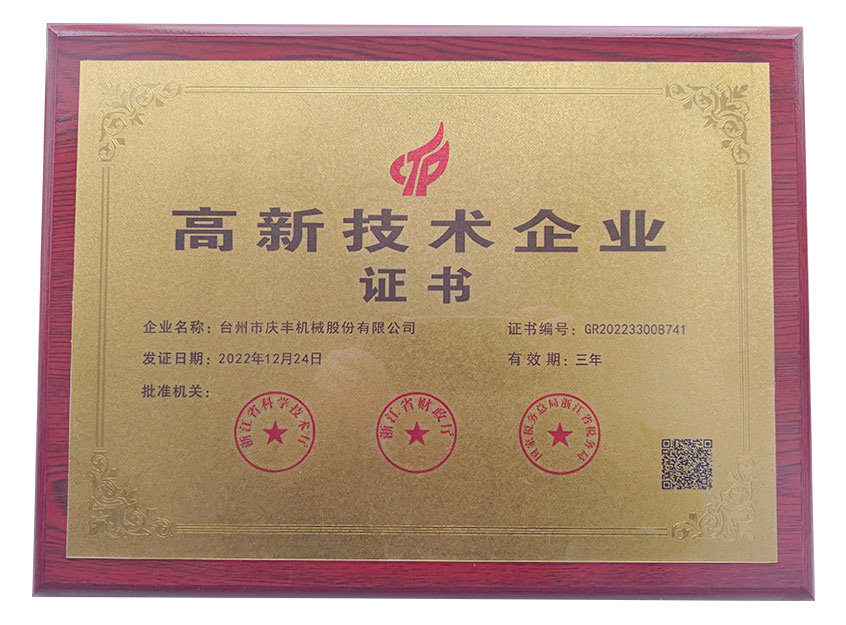 CTP
高新技术企业
证书
企业名称：台州市庆丰机械股份有限公司
证书编号：GR202233008741
发证日期：2022年12月24日
有效期：三年
批准机关：
浙江省科学技术厅
浙江省财政厅
国家税务总局浙江省税务局